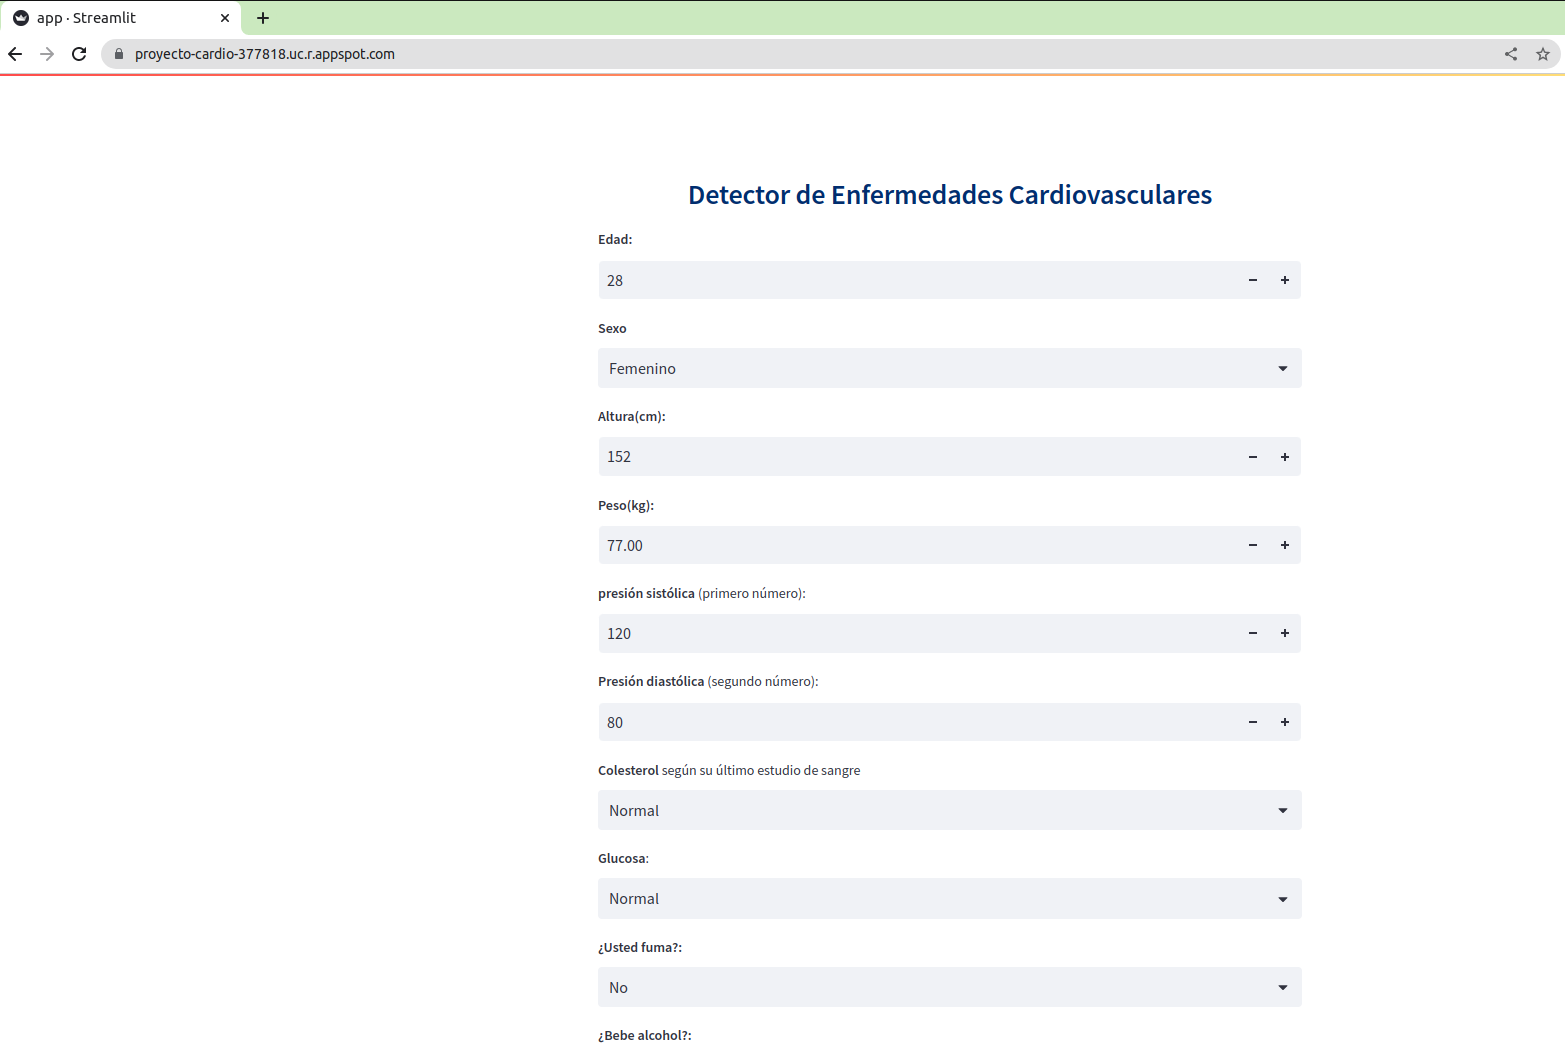 app · Streamlit
proyecto-cardio-377818.uc.r.appspot.com
Detector de Enfermedades Cardiovasculares
Edad:
28
Sexo
Femenino
Altura(cm):
152
Peso(kg):
77.00
presión sistólica (primero número):
120
Presión diastólica (segundo número):
80
Colesterol según su último estudio de sangre
Normal
Glucosa:
Normal
¿Usted fuma?:
No
¿Bebe alcohol?: